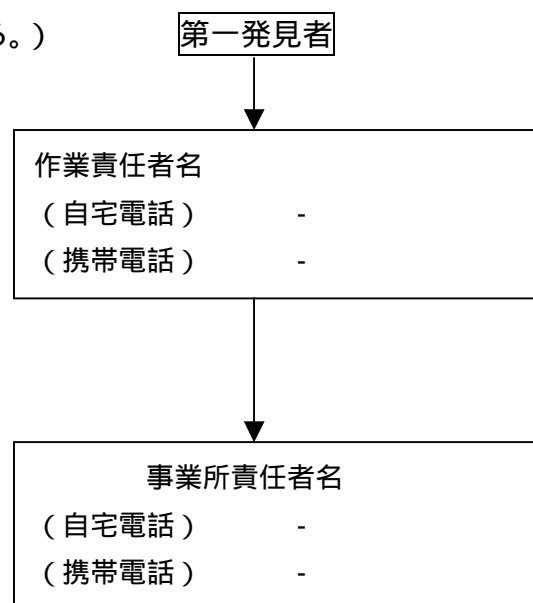 る。)
第一発見者
作業責任者名
(自宅電話) -
(携帯電話) -
事業所責任者名
(自宅電話) -
(携帯電話) -